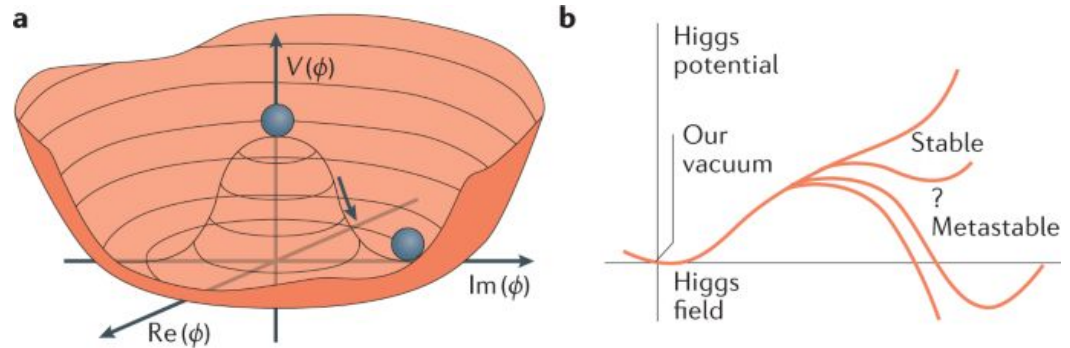 a
V(ϕ)
Im(ϕ)
Re(ϕ)
b
Higgs
potential
Our
vacuum
Stable
?
Metastable
Higgs
field